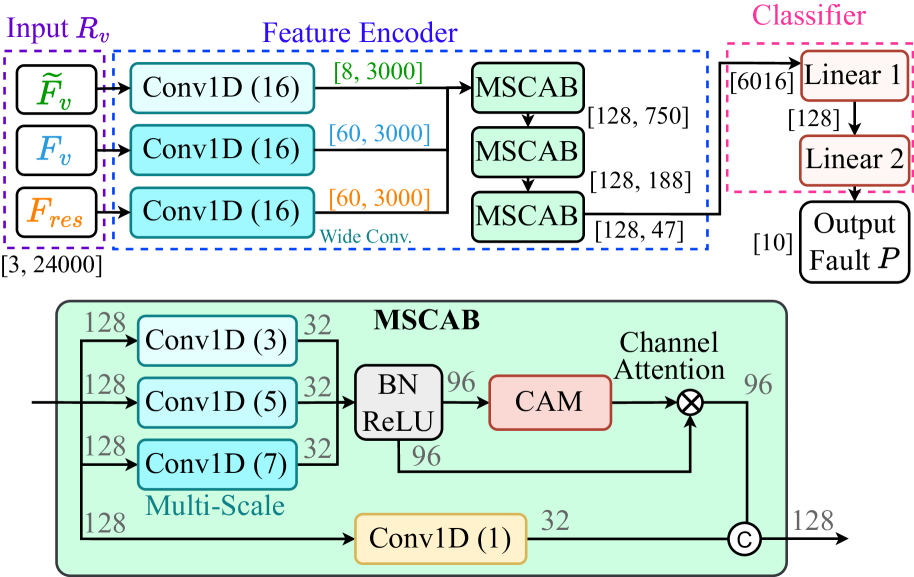 Input R_v
Feature Encoder
Classifier
F̃_v
Conv1D (16)
[8, 3000]
MSCAB
[128, 750]
[6016]
Linear 1
F_v
Conv1D (16)
[60, 3000]
MSCAB
[128, 188]
[128]
Linear 2
F_res
Conv1D (16)
[60, 3000]
MSCAB
[128, 47]
Wide Conv.
[3, 24000]
[10]
Output
Fault P
MSCAB
128
Conv1D (3)
32
128
Conv1D (5)
32
128
Conv1D (7)
32
Multi-Scale
BN
ReLU
96
CAM
96
Channel
Attention
96
128
Conv1D (1)
32
C
128